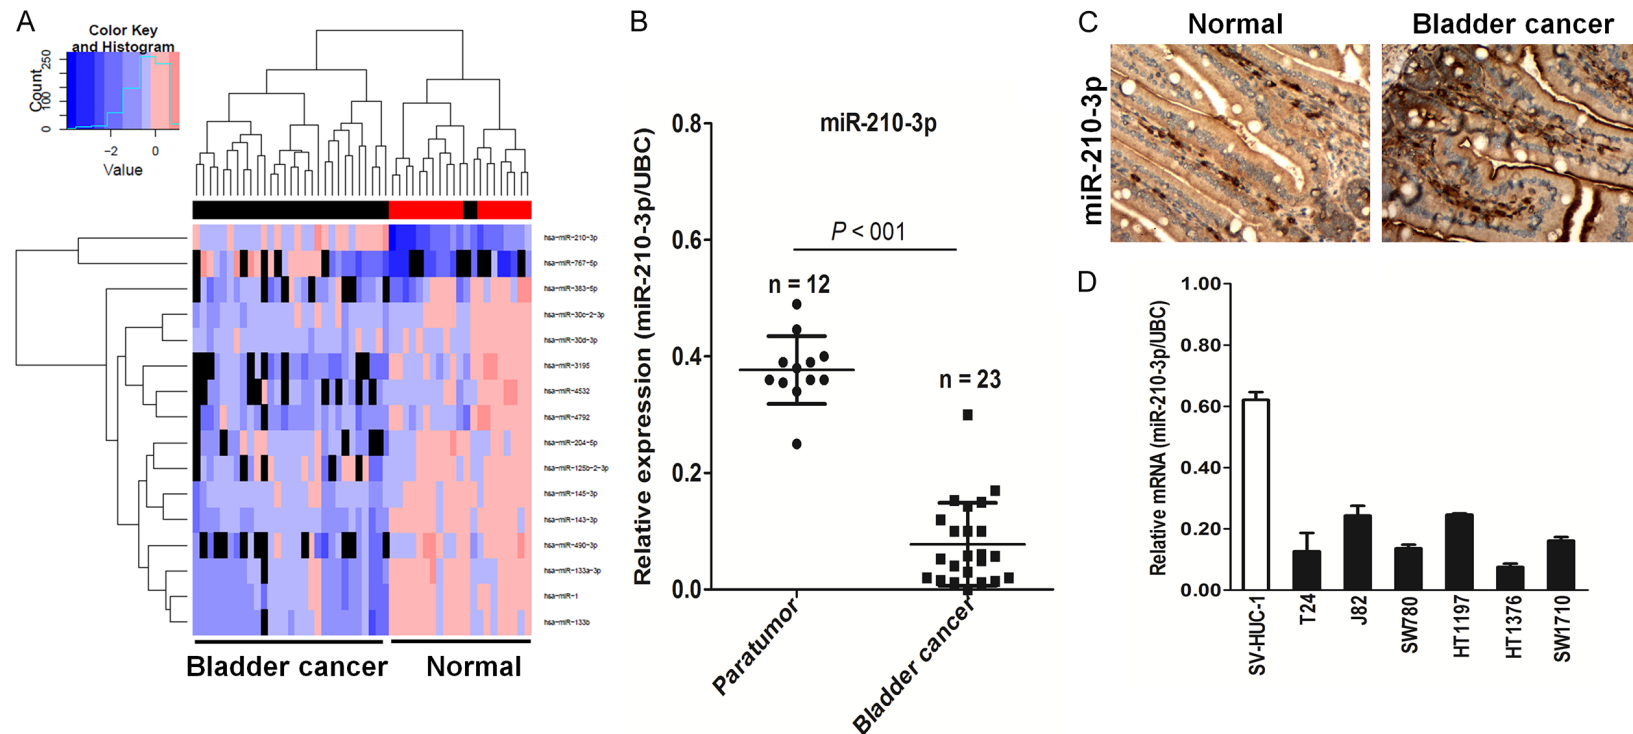 A
Color Key
and Histogram
Count
0
100
250
−2
0
Value
hsa-miR-210-3p
hsa-miR-767-5p
hsa-miR-383-5p
hsa-miR-30c-2-3p
hsa-miR-30d-3p
hsa-miR-3195
hsa-miR-4532
hsa-miR-4792
hsa-miR-204-5p
hsa-miR-125b-2-3p
hsa-miR-145-3p
hsa-miR-143-3p
hsa-miR-490-3p
hsa-miR-133a-3p
hsa-miR-1
hsa-miR-133b
Bladder cancer
Normal
B
miR-210-3p
Relative expression (miR-210-3p/UBC)
0.8
0.6
0.4
0.2
0.0
P < 001
n = 12
n = 23
Paratumor
Bladder cancer
C
Normal
Bladder cancer
miR-210-3p
D
Relative mRNA (miR-210-3p/UBC)
1.00
0.80
0.60
0.40
0.20
0.00
SV-HUC-1
T24
J82
SW780
HT1197
HT1376
SW1710